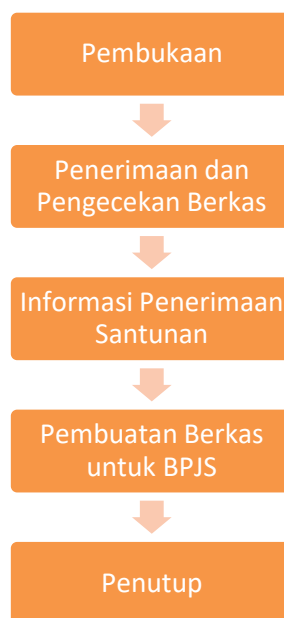 Pembukaan
Penerimaan dan
Pengecekan Berkas
Informasi Penerimaan
Santunan
Pembuatan Berkas
untuk BPJS
Penutup